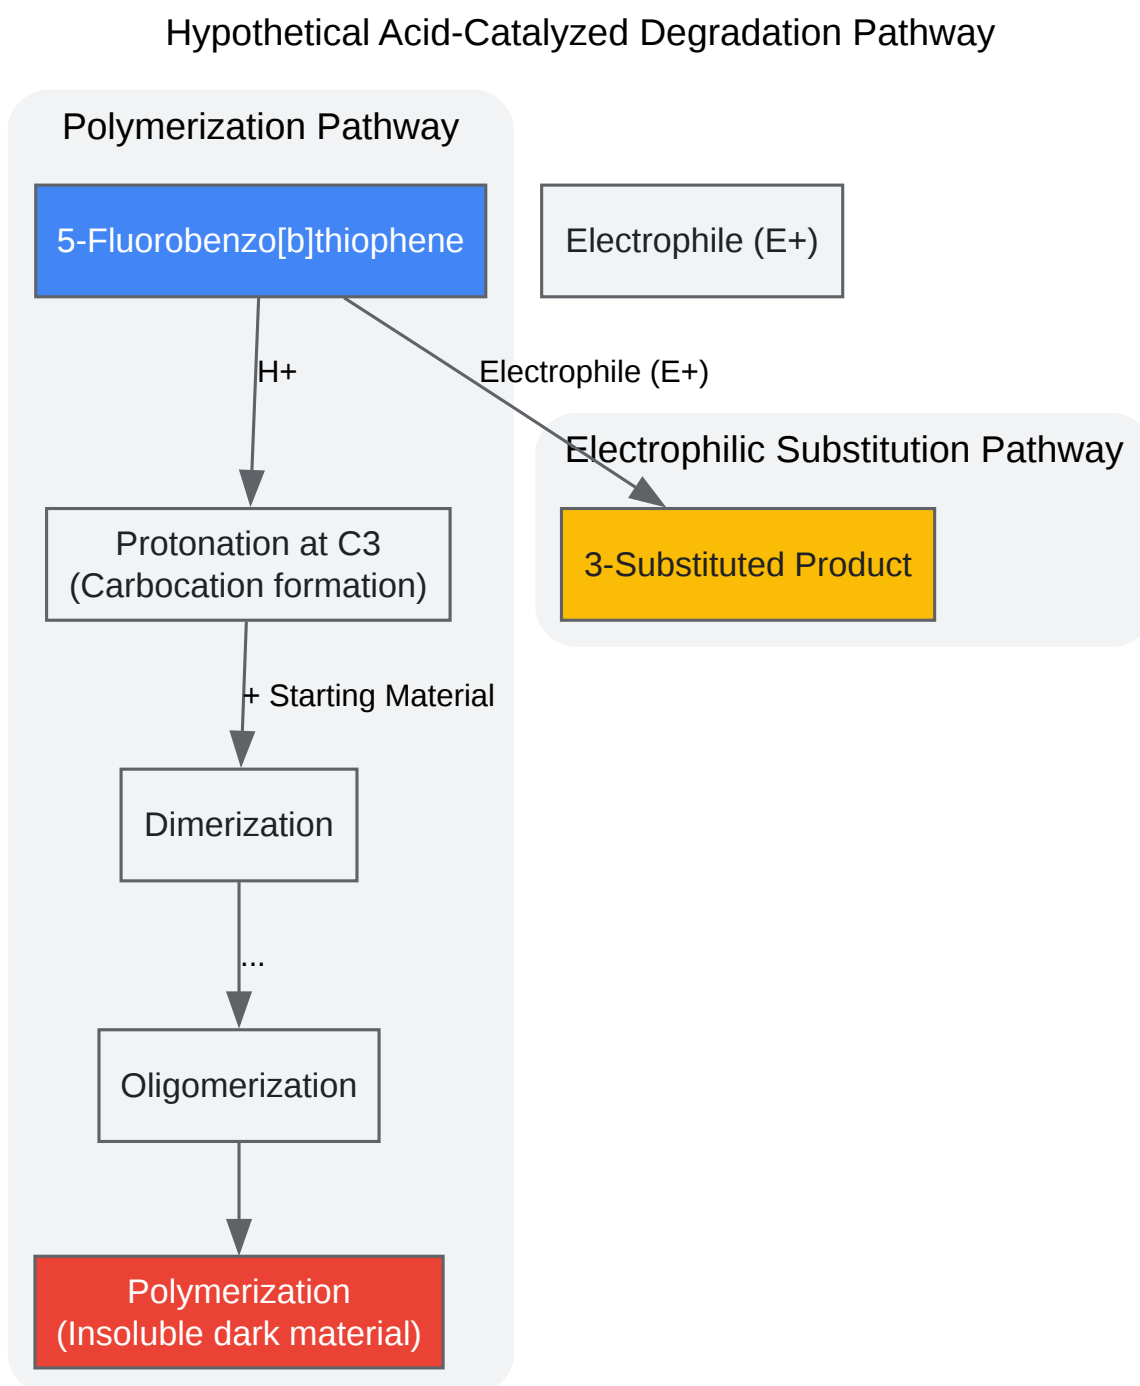 Hypothetical Acid-Catalyzed Degradation Pathway
Polymerization Pathway
5-Fluorobenzo[b]thiophene
Electrophile (E+)
H+
Electrophile (E+)
Electrophilic Substitution Pathway
Protonation at C3
(Carbocation formation)
3-Substituted Product
+ Starting Material
Dimerization
...
Oligomerization
Polymerization
(Insoluble dark material)